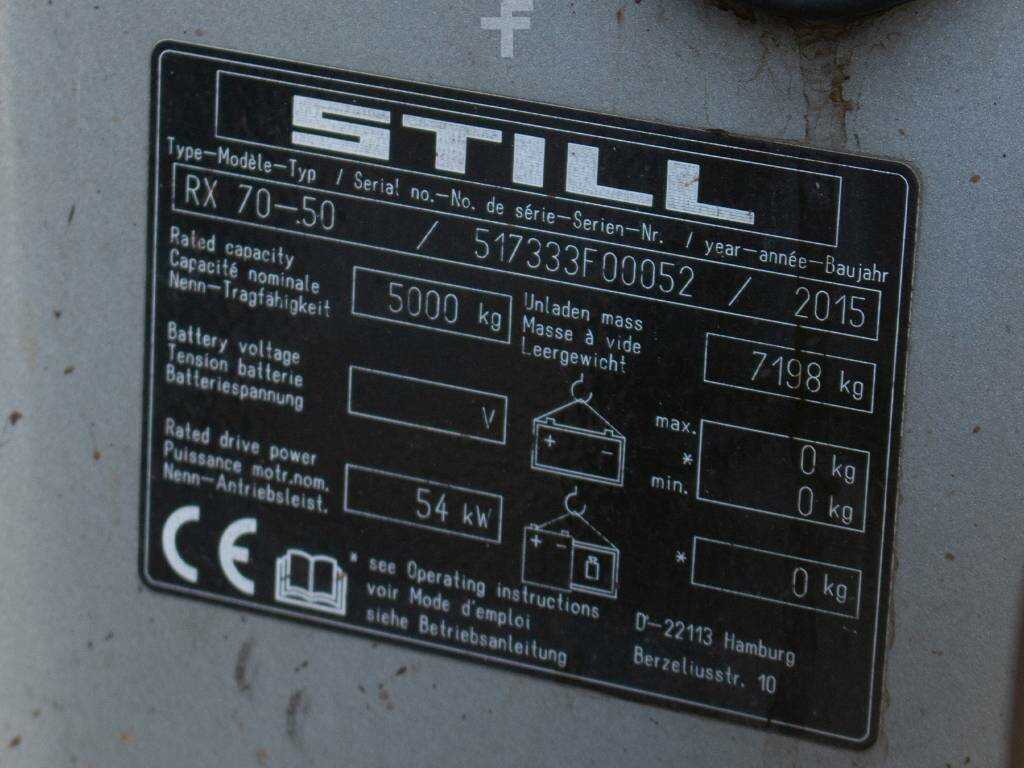 STILL
Type-Modèle-Typ / Serial no.-No. de série-Serien-Nr. / year-année-Baujahr
RX 70-.50 / 517333F00052 / 2015
Rated capacity
Capacité nominale
Nenn-Tragfähigkeit
5000 kg
Unladen mass
Masse à vide
Leergewicht
7198 kg
Battery voltage
Tension batterie
Batteriespannung
V
+ -
max. 0 kg
*
min. 0 kg
Rated drive power
Puissance motr.nom.
Nenn-Antriebsleist.
54 kW
+ -
* 0 kg
CE
* see Operating instructions
voir Mode d'emploi
siehe Betriebsanleitung
D-22113 Hamburg
Berzeliusstr. 10